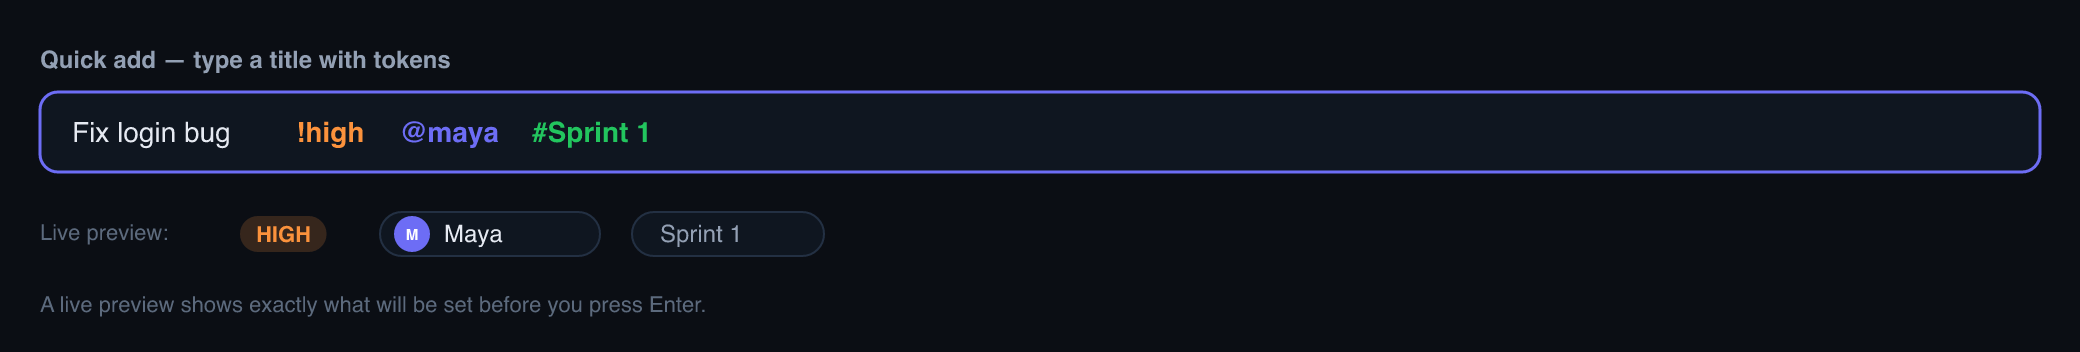 Quick add — type a title with tokens
Fix login bug !high @maya #Sprint 1
Live preview: HIGH M Maya Sprint 1
A live preview shows exactly what will be set before you press Enter.